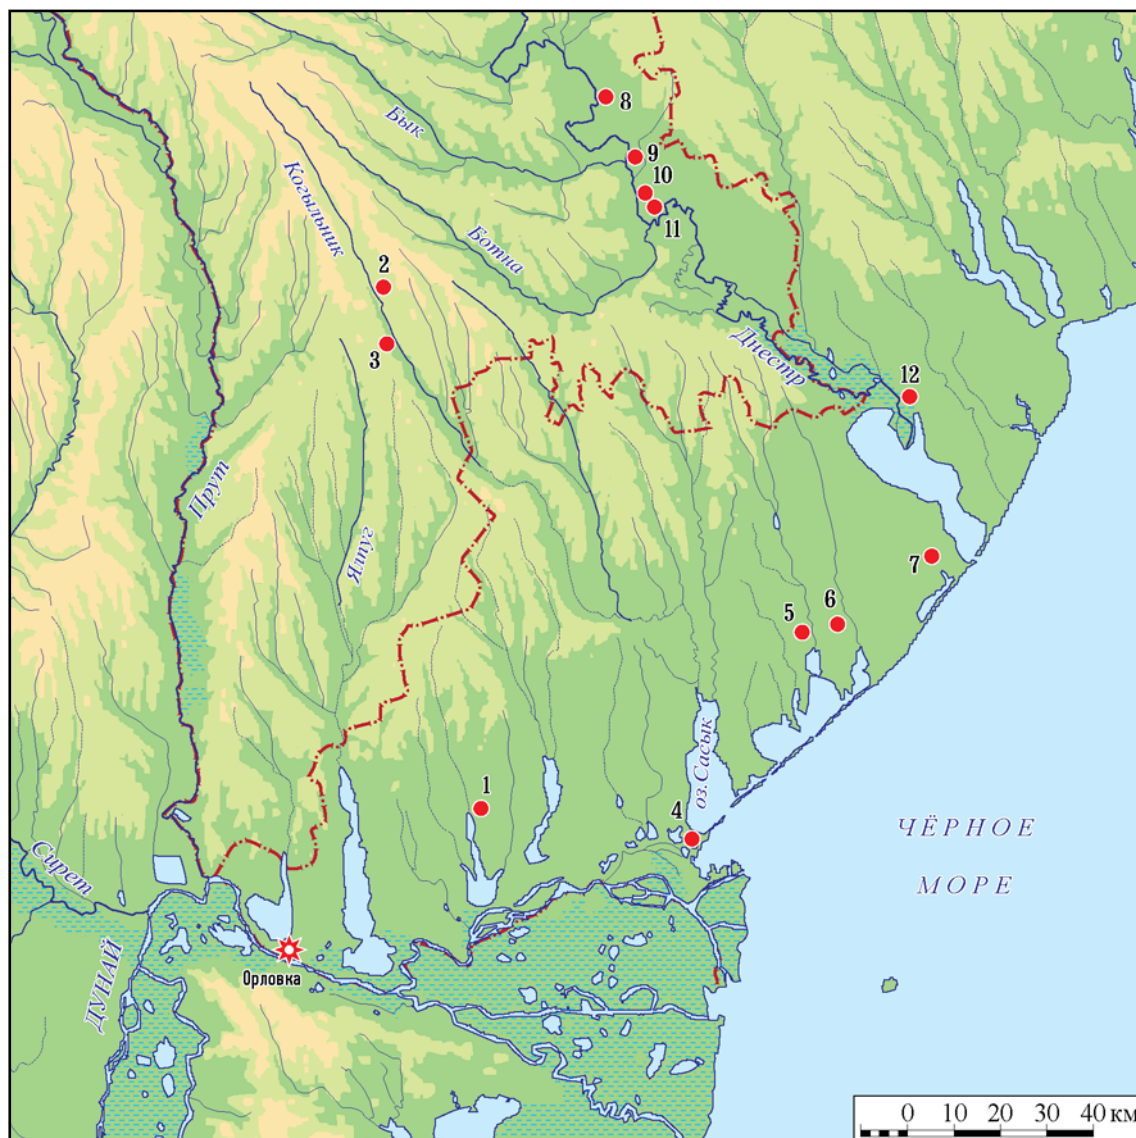 8
Бык
9
Когыльник
10
11
Ботна
2
3
Днестр
12
Прут
Ялпуг
7
5
6
оз.Сасык
1
4
ЧЁРНОЕ
МОРЕ
Сирет
ДУНАЙ
Орловка
0 10 20 30 40 км